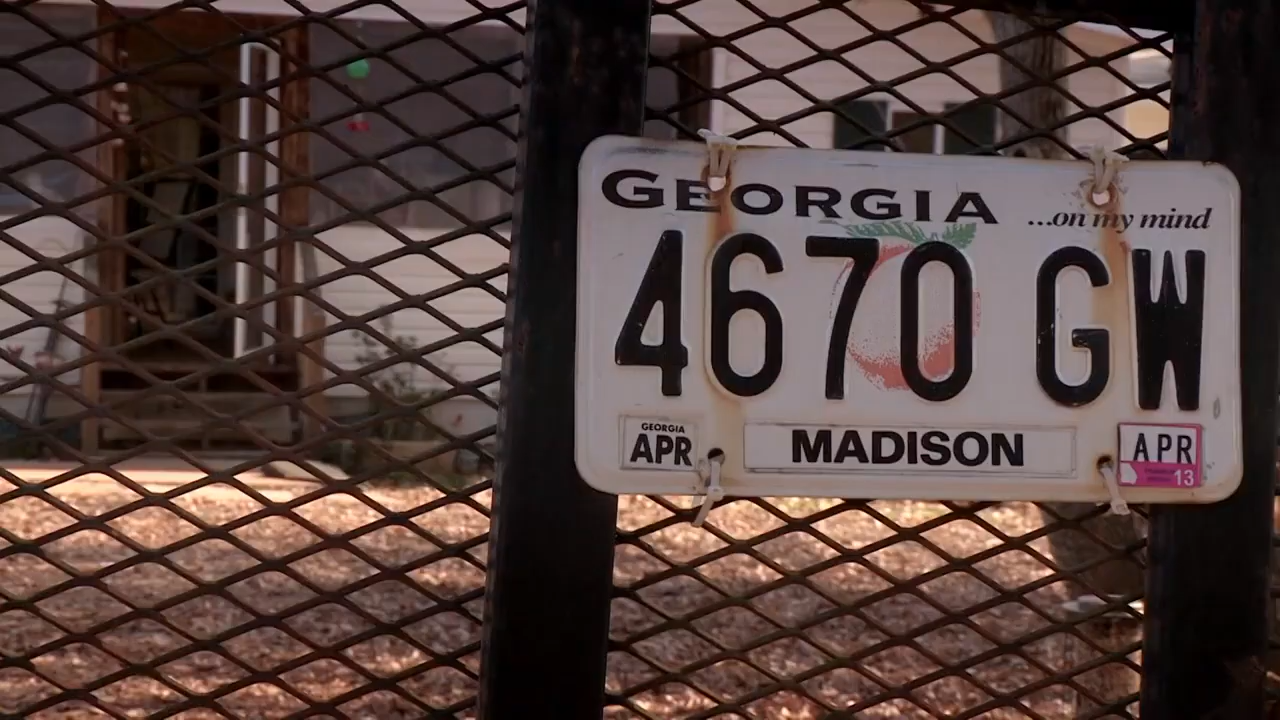 GEORGIA ...on my mind
4670 GW
GEORGIA
APR
MADISON
APR
13